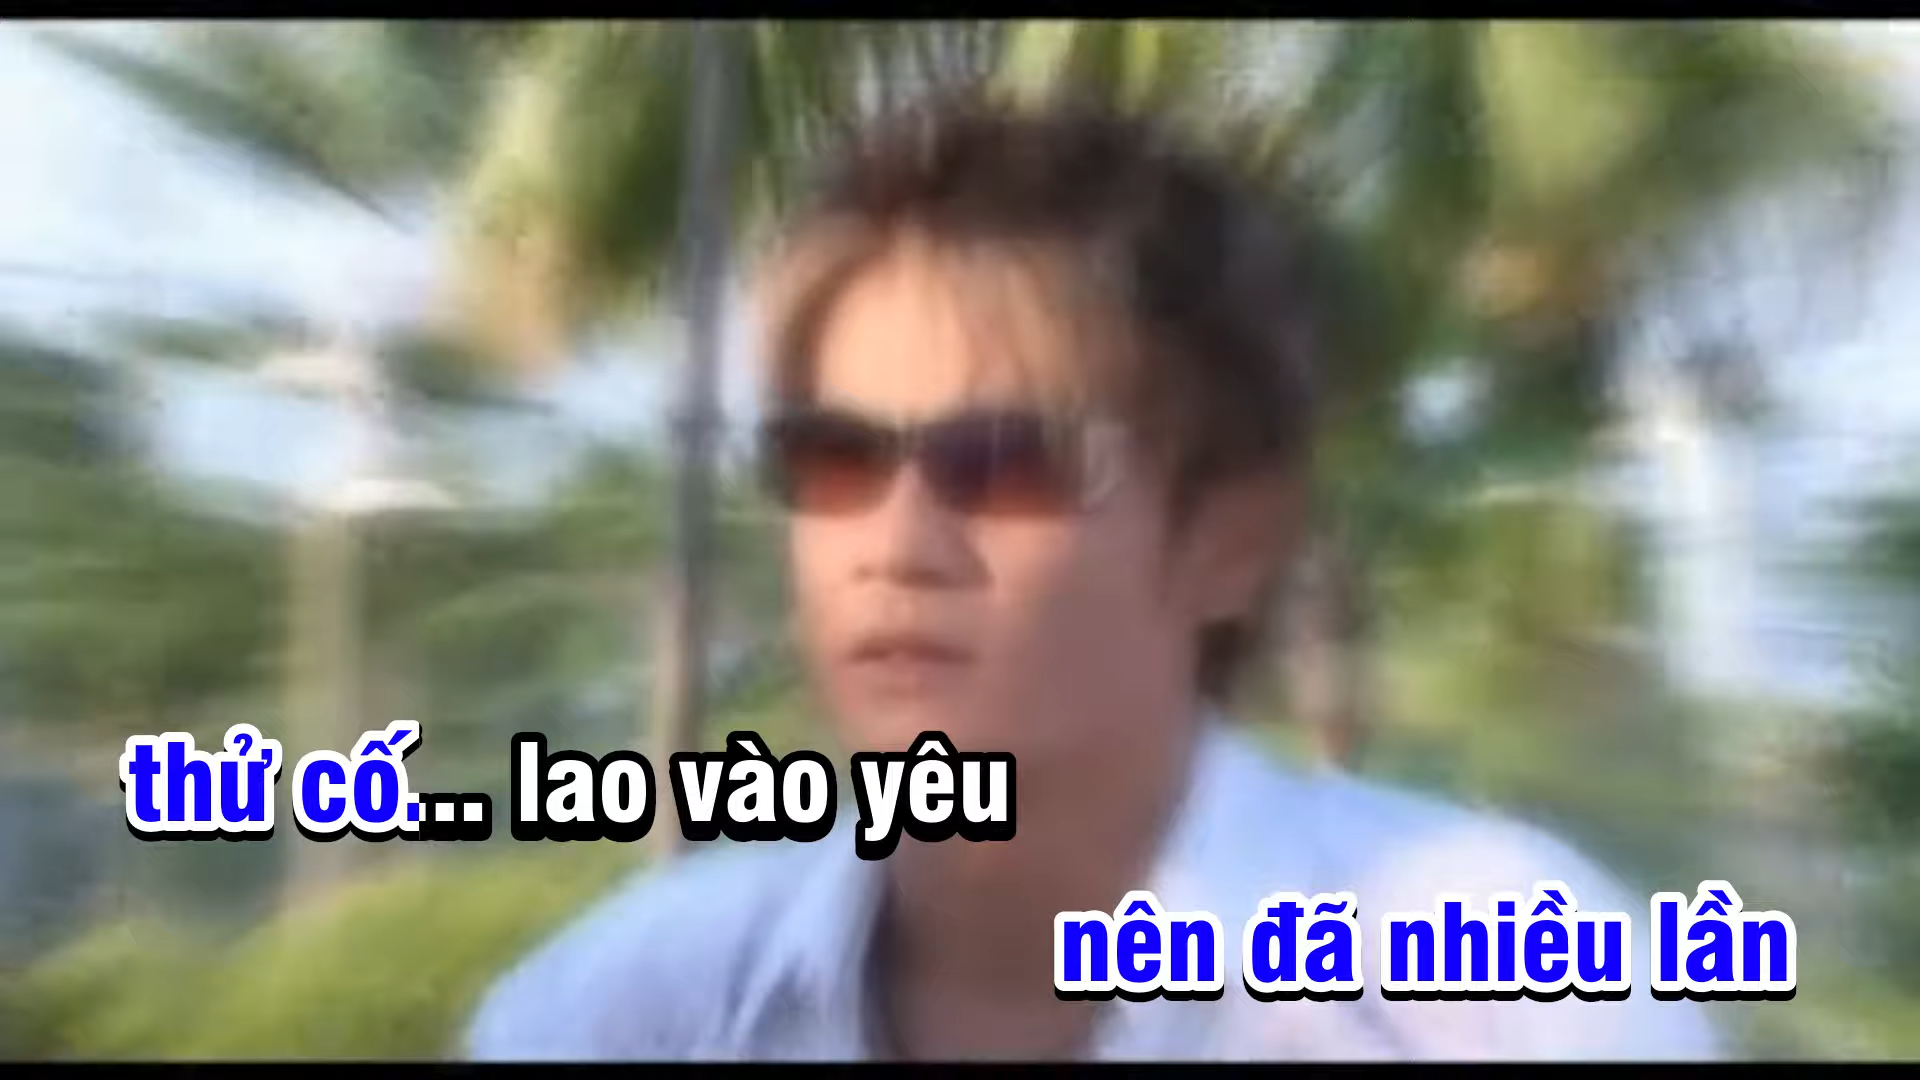 thử cố... lao vào yêu
nên đã nhiều lần